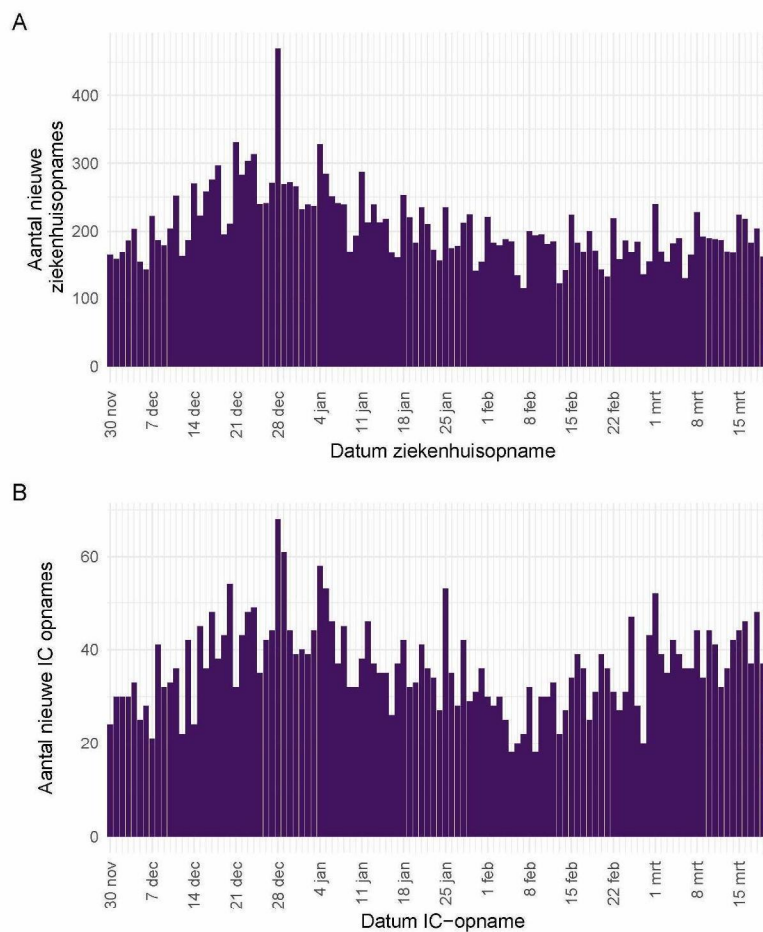 A
Aantal nieuwe
ziekenhuisopnames
400
300
200
100
0
30 nov
7 dec
14 dec
21 dec
28 dec
4 jan
11 jan
18 jan
25 jan
1 feb
8 feb
15 feb
22 feb
1 mrt
8 mrt
15 mrt
Datum ziekenhuisopname
B
Aantal nieuwe IC opnames
60
40
20
0
30 nov
7 dec
14 dec
21 dec
28 dec
4 jan
11 jan
18 jan
25 jan
1 feb
8 feb
15 feb
22 feb
1 mrt
8 mrt
15 mrt
Datum IC-opname